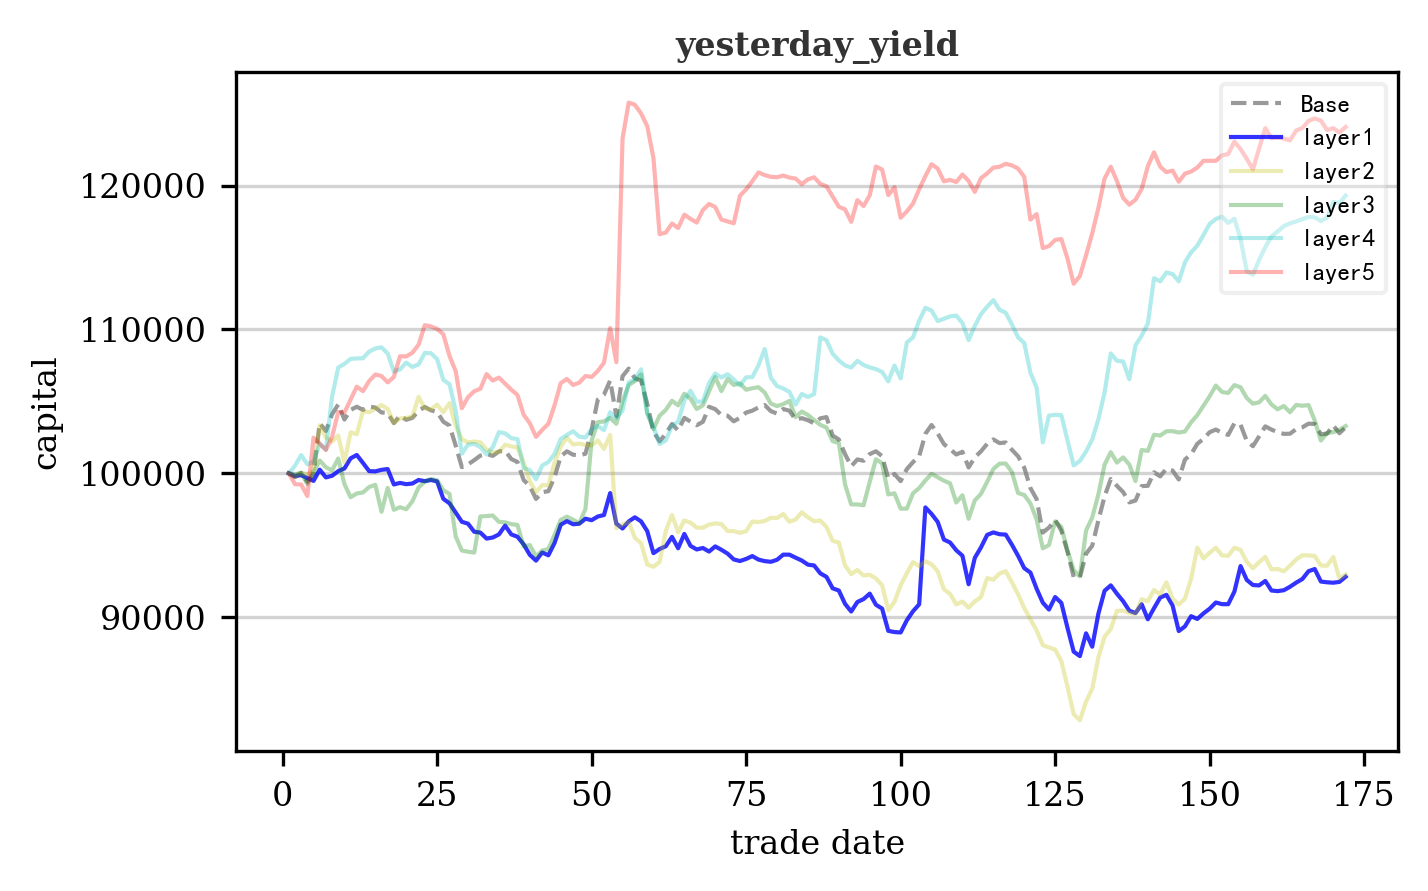 yesterday_yield
capital
120000
110000
100000
90000
0 25 50 75 100 125 150 175
trade date
Base
layer1
layer2
layer3
layer4
layer5